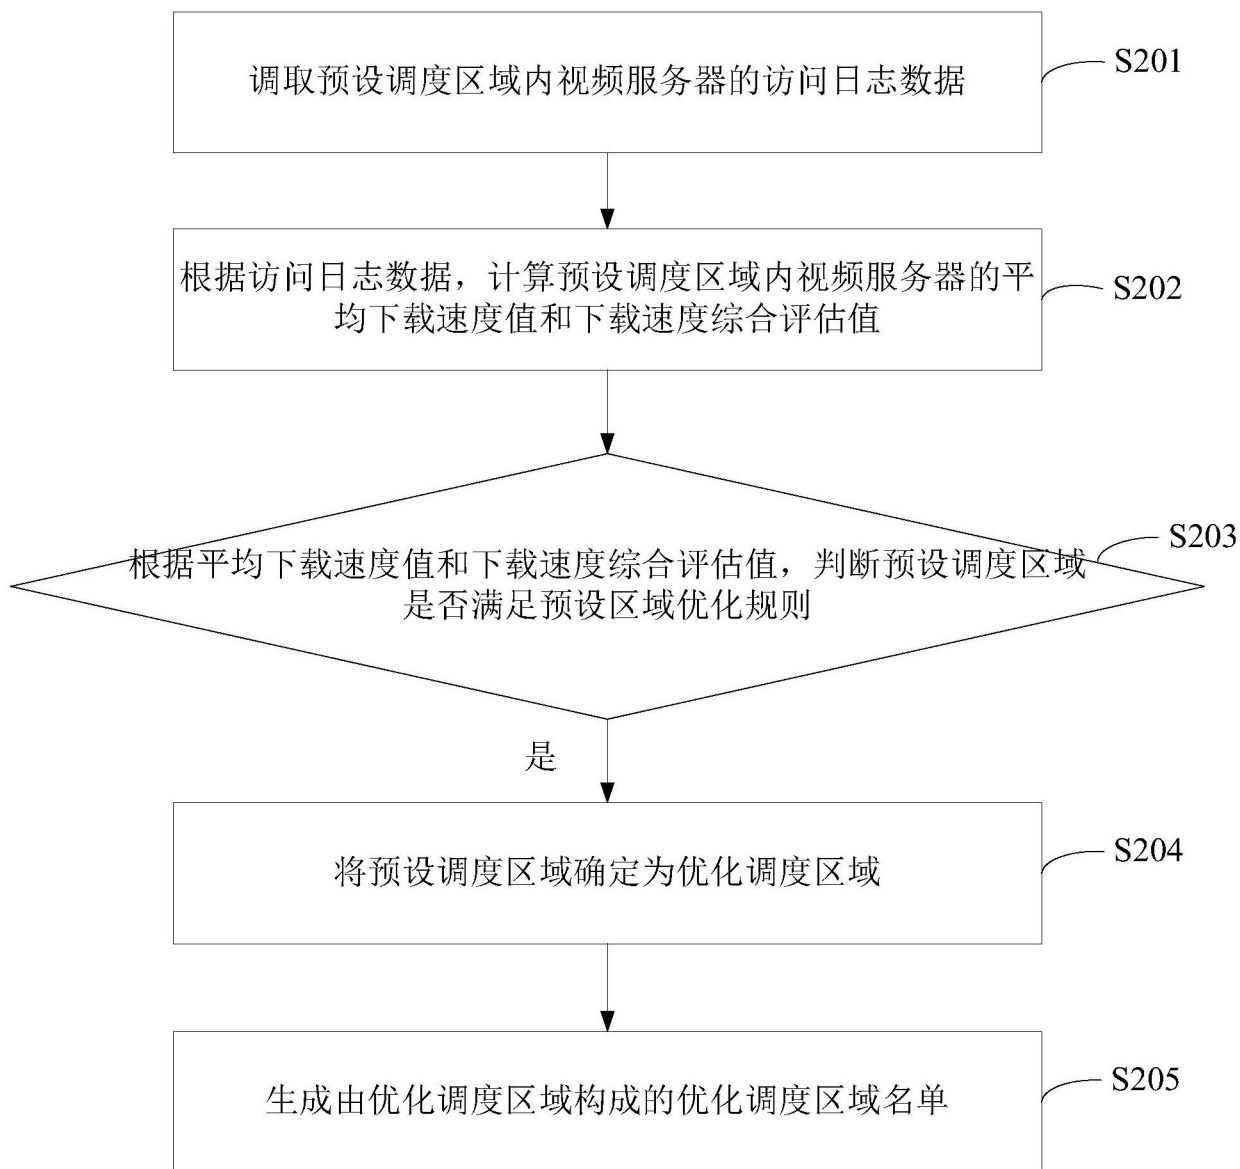 调取预设调度区域内视频服务器的访问日志数据
S201
根据访问日志数据，计算预设调度区域内视频服务器的平
均下载速度值和下载速度综合评估值
S202
根据平均下载速度值和下载速度综合评估值，判断预设调度区域
是否满足预设区域优化规则
S203
是
将预设调度区域确定为优化调度区域
S204
生成由优化调度区域构成的优化调度区域名单
S205